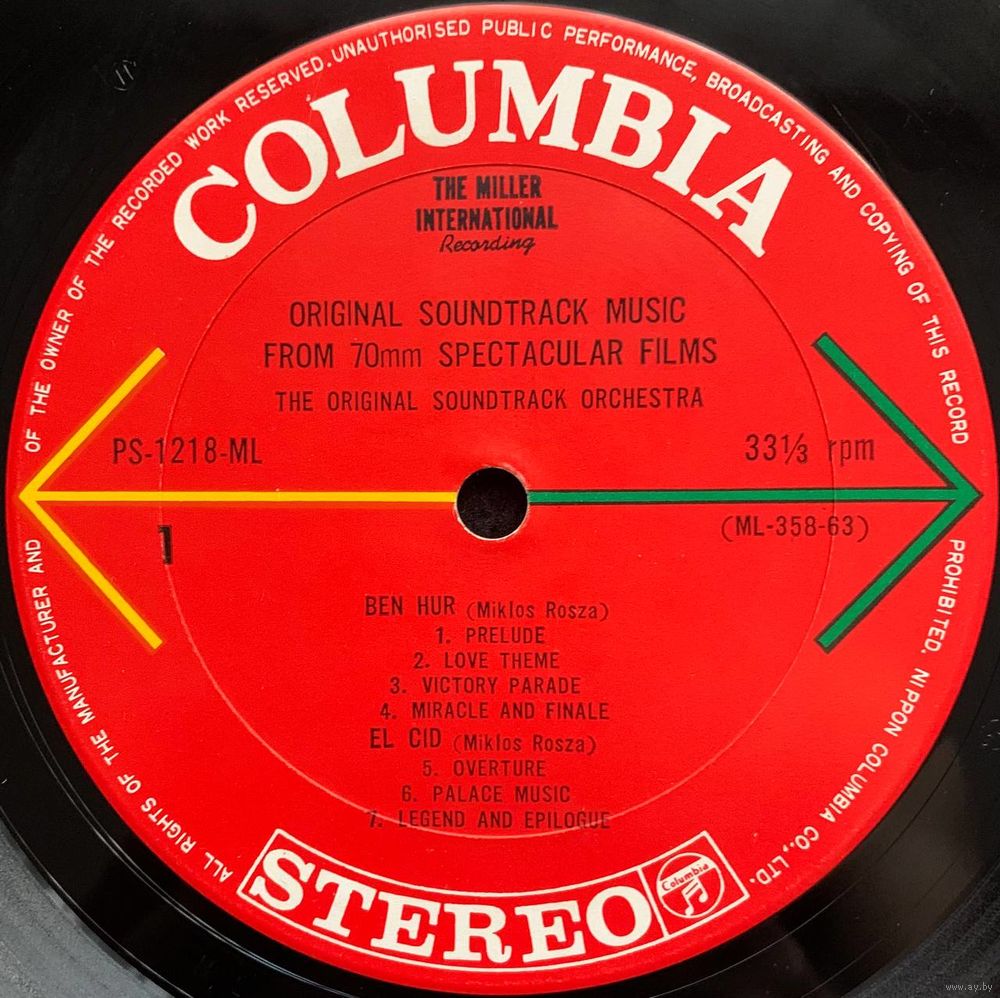 ALL RIGHTS OF THE MANUFACTURER AND OF THE OWNER OF THE RECORDED WORK RESERVED. UNAUTHORISED PUBLIC PERFORMANCE, BROADCASTING AND COPYING OF THIS RECORD PROHIBITED. NIPPON COLUMBIA CO., LTD.
COLUMBIA
THE MILLER
INTERNATIONAL
Recording
ORIGINAL SOUNDTRACK MUSIC
FROM 70mm SPECTACULAR FILMS
THE ORIGINAL SOUNDTRACK ORCHESTRA
PS-1218-ML 33⅓ rpm
1 (ML-358-63)
BEN HUR (Miklos Rosza)
1. PRELUDE
2. LOVE THEME
3. VICTORY PARADE
4. MIRACLE AND FINALE
EL CID (Miklos Rosza)
5. OVERTURE
6. PALACE MUSIC
7. LEGEND AND EPILOGUE
STEREO Columbia
www.ay.by